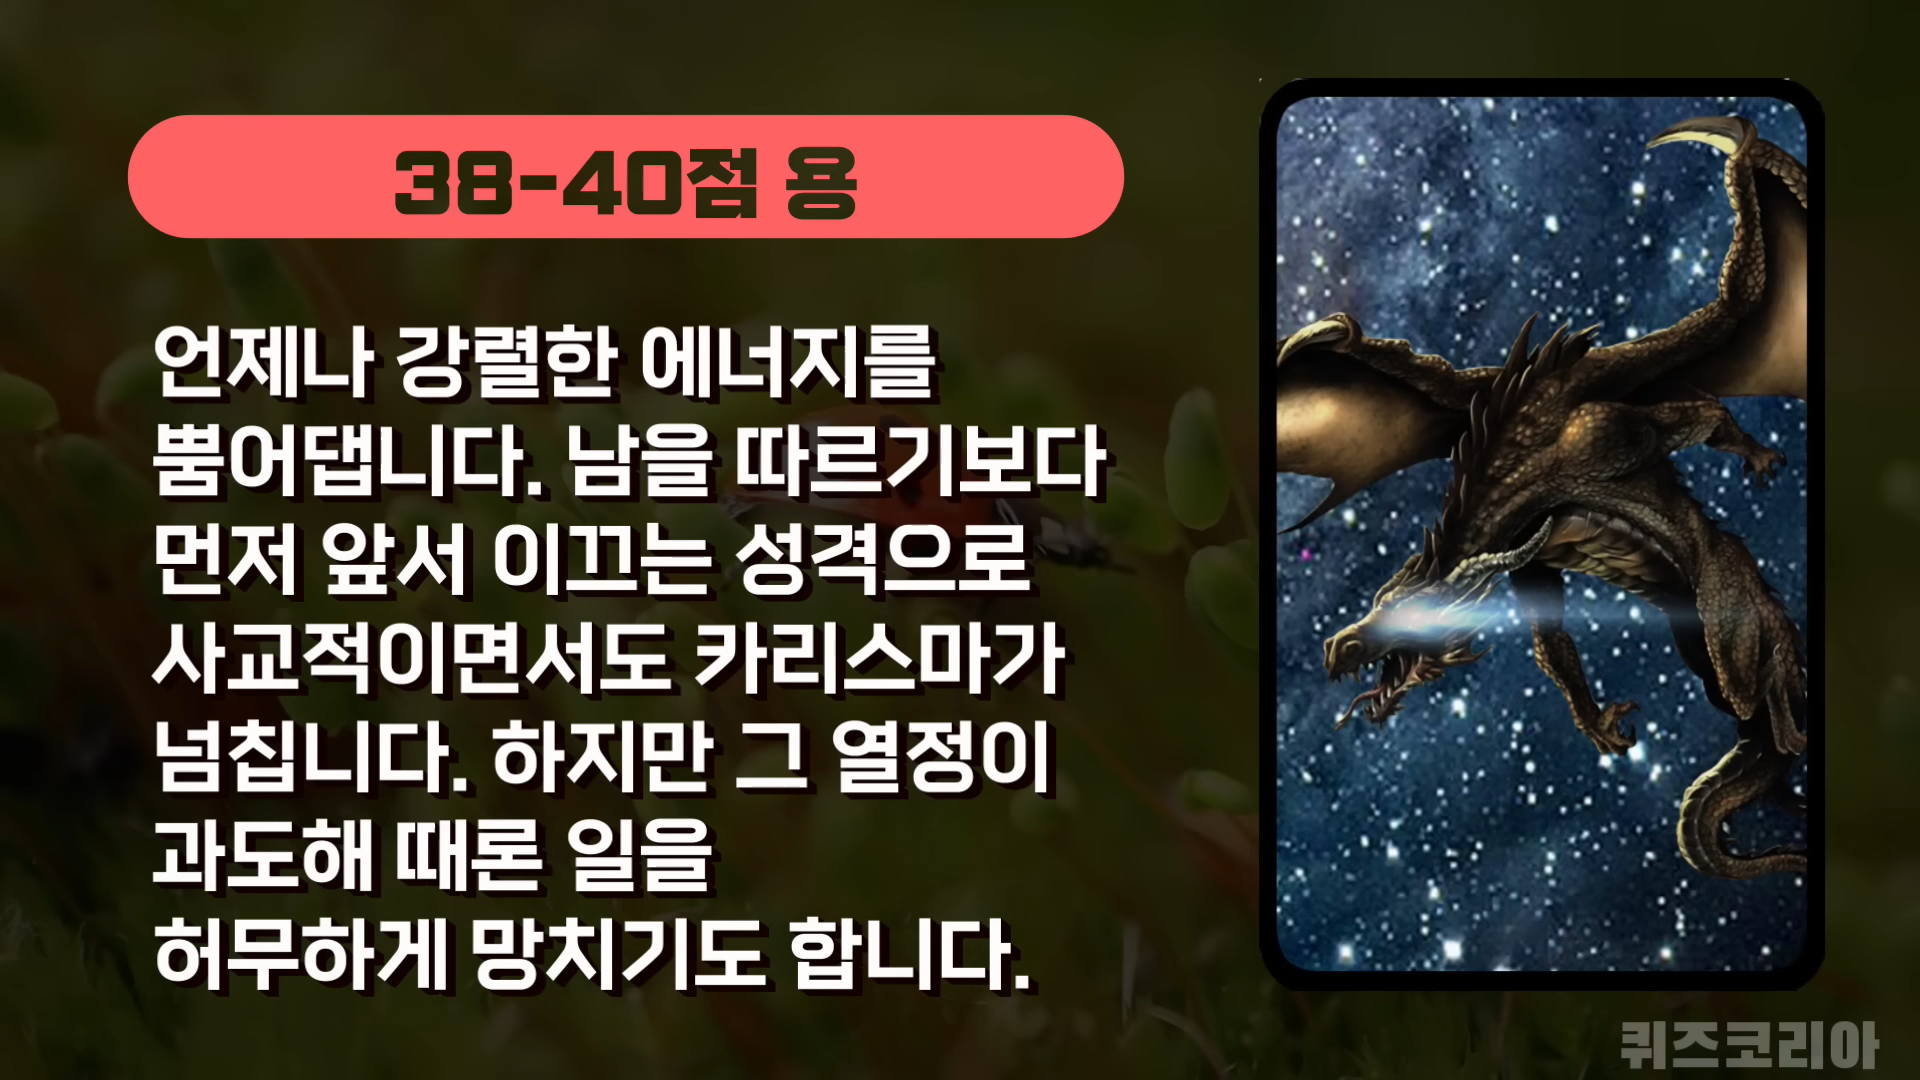 38-40점 용
언제나 강렬한 에너지를
뿜어댑니다. 남을 따르기보다
먼저 앞서 이끄는 성격으로
사교적이면서도 카리스마가
넘칩니다. 하지만 그 열정이
과도해 때론 일을
허무하게 망치기도 합니다.
퀴즈코리아